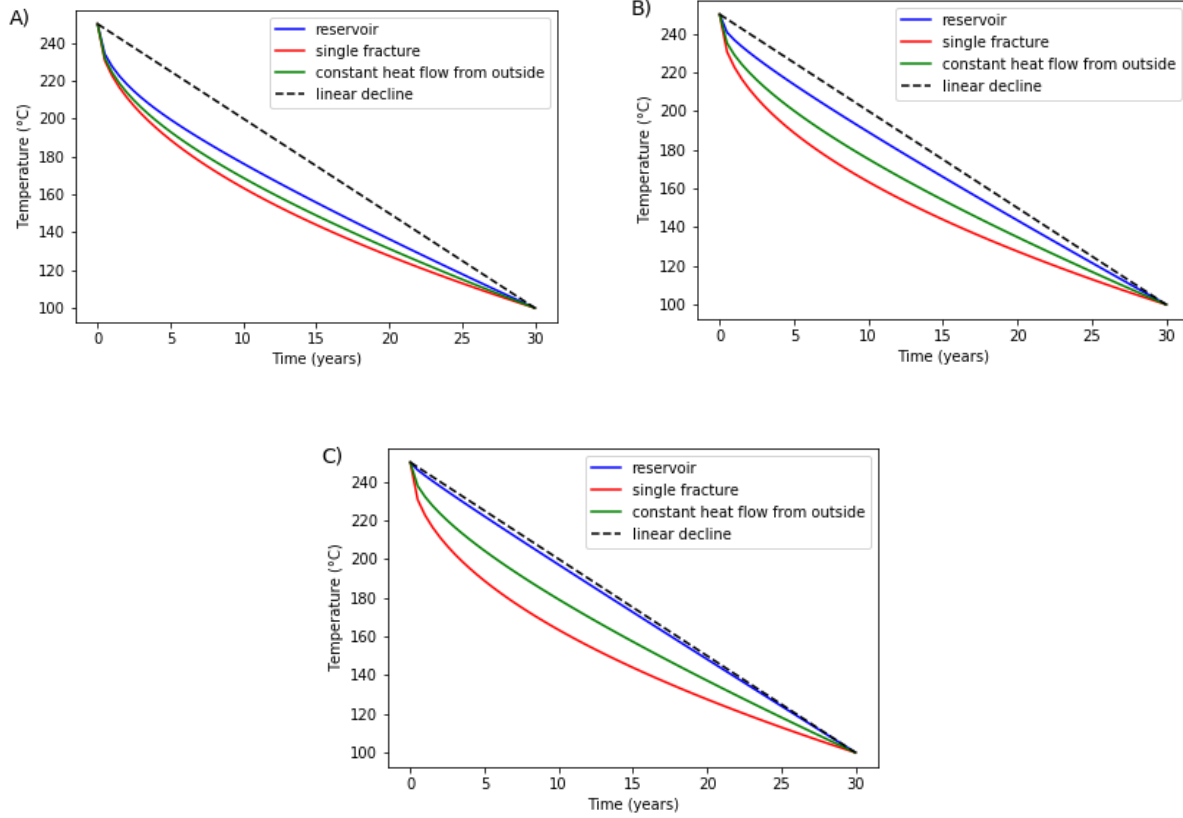 A)
reservoir
single fracture
constant heat flow from outside
linear decline
Temperature (°C)
240
220
200
180
160
140
120
100
0 5 10 15 20 25 30
Time (years)
B)
reservoir
single fracture
constant heat flow from outside
linear decline
Temperature (°C)
240
220
200
180
160
140
120
100
0 5 10 15 20 25 30
Time (years)
C)
reservoir
single fracture
constant heat flow from outside
linear decline
Temperature (°C)
240
220
200
180
160
140
120
100
0 5 10 15 20 25 30
Time (years)